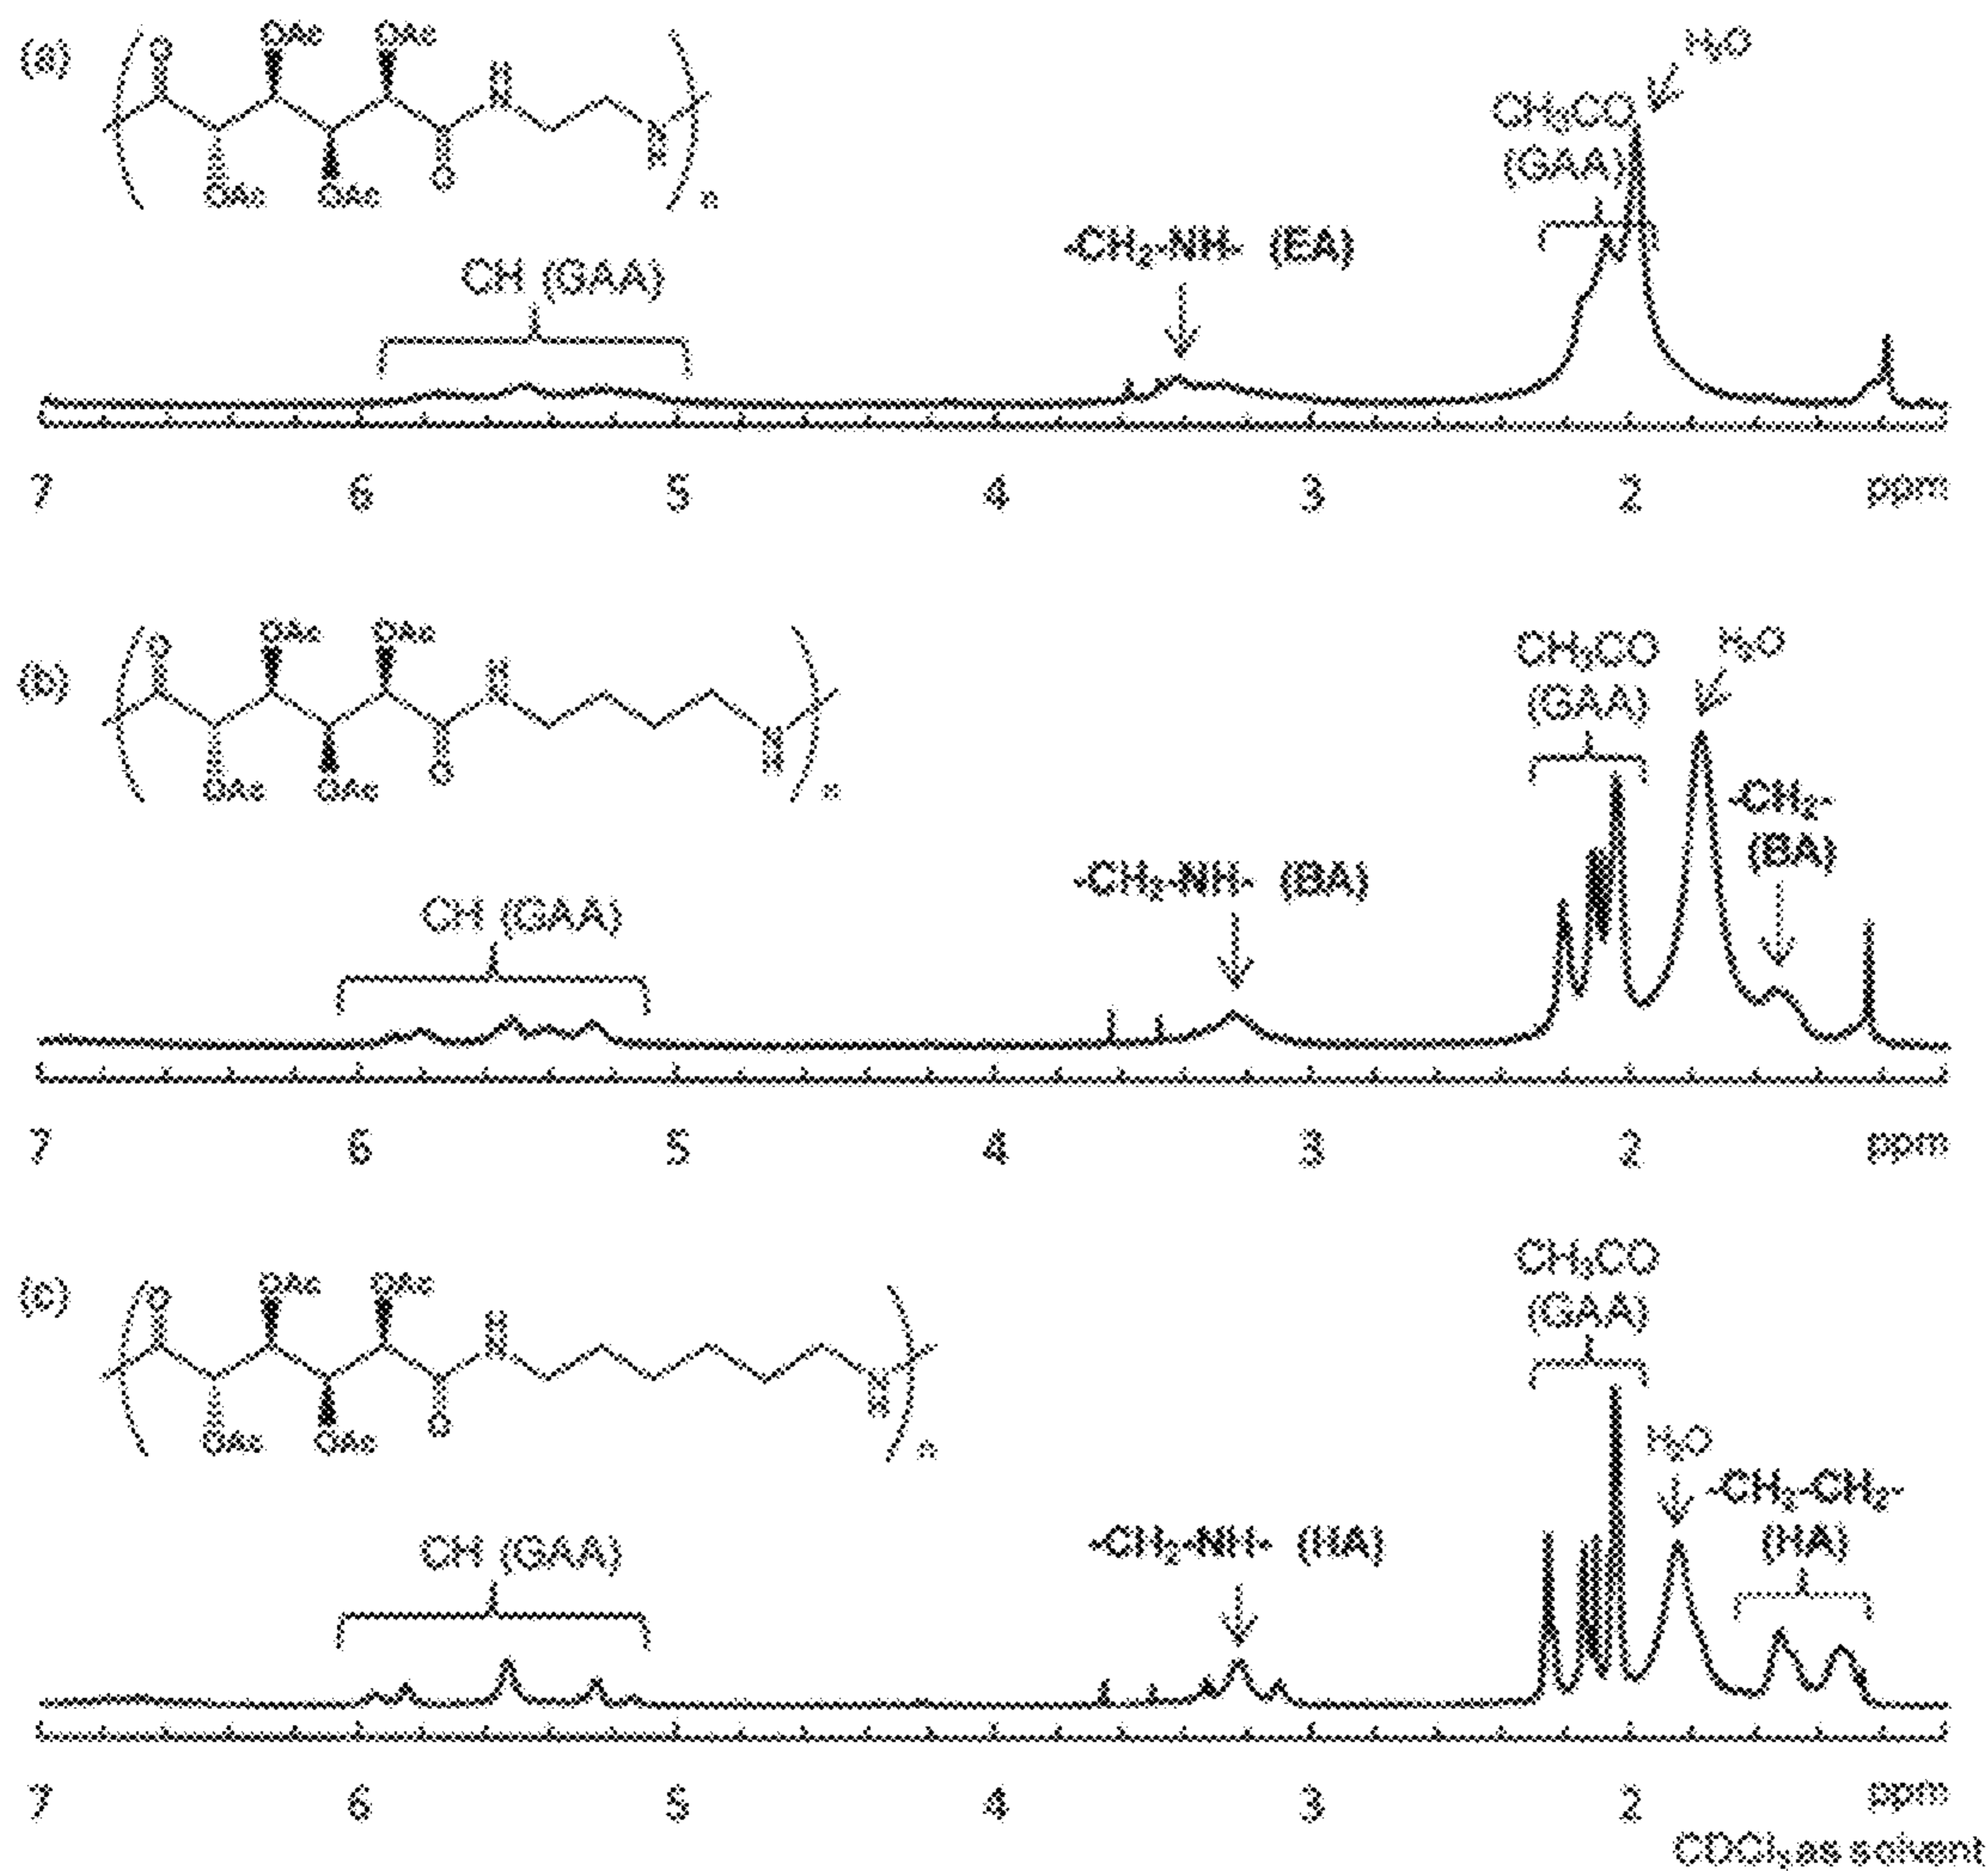 (a)
O OAc OAc H
OAc OAc O N H n
H₂O
CH₃CO
(GAA)
-CH₂-NH- (EA)
CH (GAA)
7 6 5 4 3 2 ppm
(b)
O OAc OAc H
OAc OAc O N H n
CH₃CO
(GAA)
H₂O
-CH₂-
(BA)
-CH₂-NH- (BA)
CH (GAA)
7 6 5 4 3 2 ppm
(c)
O OAc OAc H
OAc OAc O N H n
CH₃CO
(GAA)
H₂O
-CH₂-CH₂-
(HA)
-CH₂-NH- (HA)
CH (GAA)
7 6 5 4 3 2 ppm
CDCl₃ as solvent